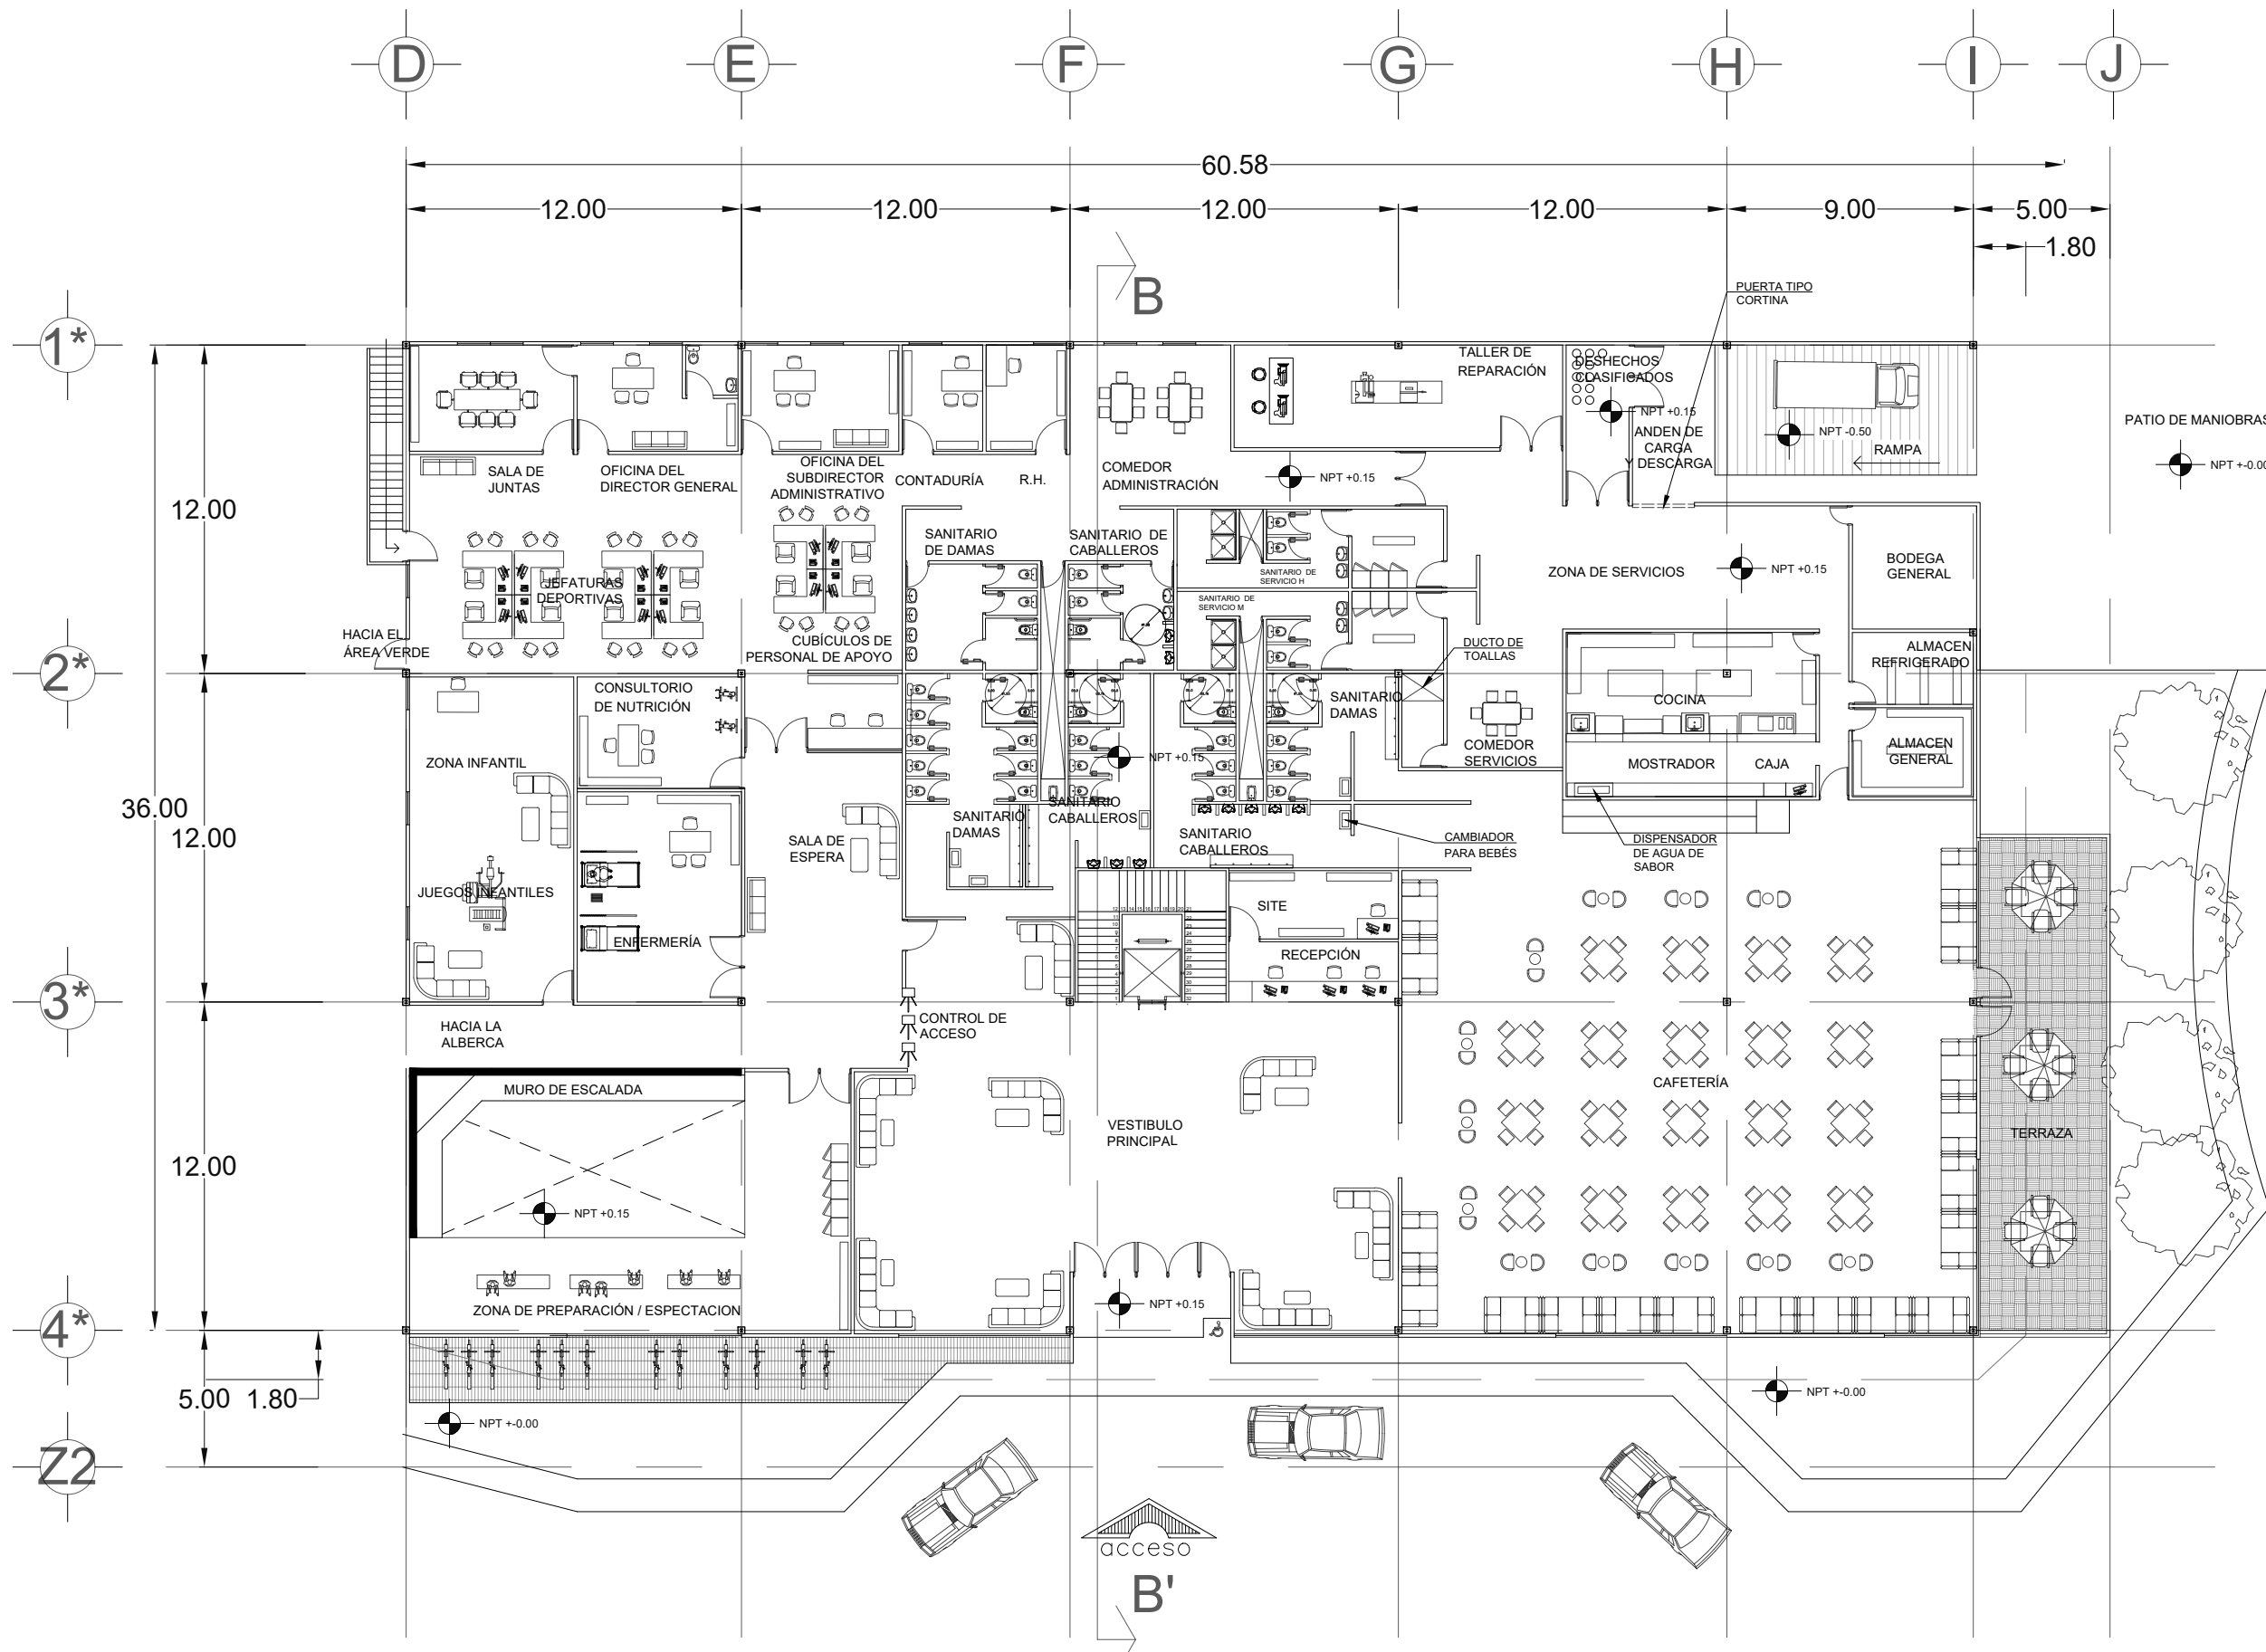 D E F G H I J
60.58
12.00 12.00 12.00 12.00 9.00 5.00
1.80
B
PUERTA TIPO
CORTINA
1*
TALLER DE
REPARACIÓN
DESHECHOS
CLASIFICADOS
NPT +0.15
ANDEN DE
CARGA
Y DESCARGA
NPT -0.50
RAMPA
PATIO DE MANIOBRAS
NPT +-0.00
SALA DE
JUNTAS
OFICINA DEL
DIRECTOR GENERAL
OFICINA DEL
SUBDIRECTOR
ADMINISTRATIVO
CONTADURÍA
R.H.
COMEDOR
ADMINISTRACIÓN
NPT +0.15
12.00
SANITARIO
DE DAMAS
SANITARIO DE
CABALLEROS
SANITARIO DE
SERVICIO H
SANITARIO DE
SERVICIO M
ZONA DE SERVICIOS
NPT +0.15
BODEGA
GENERAL
JEFATURAS
DEPORTIVAS
HACIA EL
ÁREA VERDE
CUBÍCULOS DE
PERSONAL DE APOYO
DUCTO DE
TOALLAS
ALMACEN
REFRIGERADO
2*
CONSULTORIO
DE NUTRICIÓN
SANITARIO
DAMAS
COCINA
ZONA INFANTIL
NPT +0.15
COMEDOR
SERVICIOS
MOSTRADOR
CAJA
ALMACEN
GENERAL
36.00
12.00
SALA DE
ESPERA
SANITARIO
DAMAS
SANITARIO
CABALLEROS
SANITARIO
CABALLEROS
CAMBIADOR
PARA BEBÉS
DISPENSADOR
DE AGUA DE
SABOR
JUEGOS INFANTILES
ENFERMERÍA
SITE
RECEPCIÓN
3*
HACIA LA
ALBERCA
CONTROL DE
ACCESO
MURO DE ESCALADA
CAFETERÍA
VESTIBULO
PRINCIPAL
TERRAZA
12.00
NPT +0.15
ZONA DE PREPARACIÓN / ESPECTACION
NPT +0.15
4*
5.00 1.80
NPT +-0.00
NPT +-0.00
Z2
acceso
B'